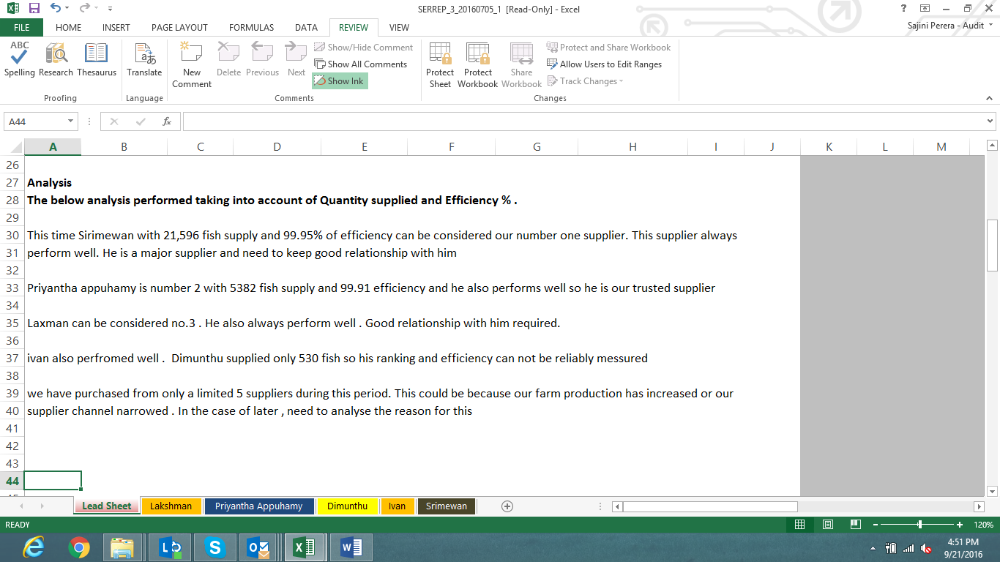 SERREP_3_20160705_1 [Read-Only] - Excel
FILE HOME INSERT PAGE LAYOUT FORMULAS DATA REVIEW VIEW Sajini Perera - Audit
ABC
Spelling Research Thesaurus
Proofing
Translate
Language
New Comment
Delete Previous Next
Show/Hide Comment
Show All Comments
Show Ink
Comments
Protect Sheet
Protect Workbook
Share Workbook
Protect and Share Workbook
Allow Users to Edit Ranges
Track Changes
Changes
A44 fx
A B C D E F G H I J K L M
26
27 Analysis
28 The below analysis performed taking into account of Quantity supplied and Efficiency % .
29
30 This time Sirimewan with 21,596 fish supply and 99.95% of efficiency can be considered our number one supplier. This supplier always
31 perform well. He is a major supplier and need to keep good relationship with him
32
33 Priyantha appuhamy is number 2 with 5382 fish supply and 99.91 efficiency and he also performs well so he is our trusted supplier
34
35 Laxman can be considered no.3 . He also always perform well . Good relationship with him required.
36
37 ivan also perfromed well .  Dimunthu supplied only 530 fish so his ranking and efficiency can not be reliably messured
38
39 we have purchased from only a limited 5 suppliers during this period. This could be because our farm production has increased or our
40 supplier channel narrowed . In the case of later , need to analyse the reason for this
41
42
43
44
Lead Sheet Lakshman Priyantha Appuhamy Dimunthu Ivan Srimewan
READY 120%
4:51 PM
9/21/2016